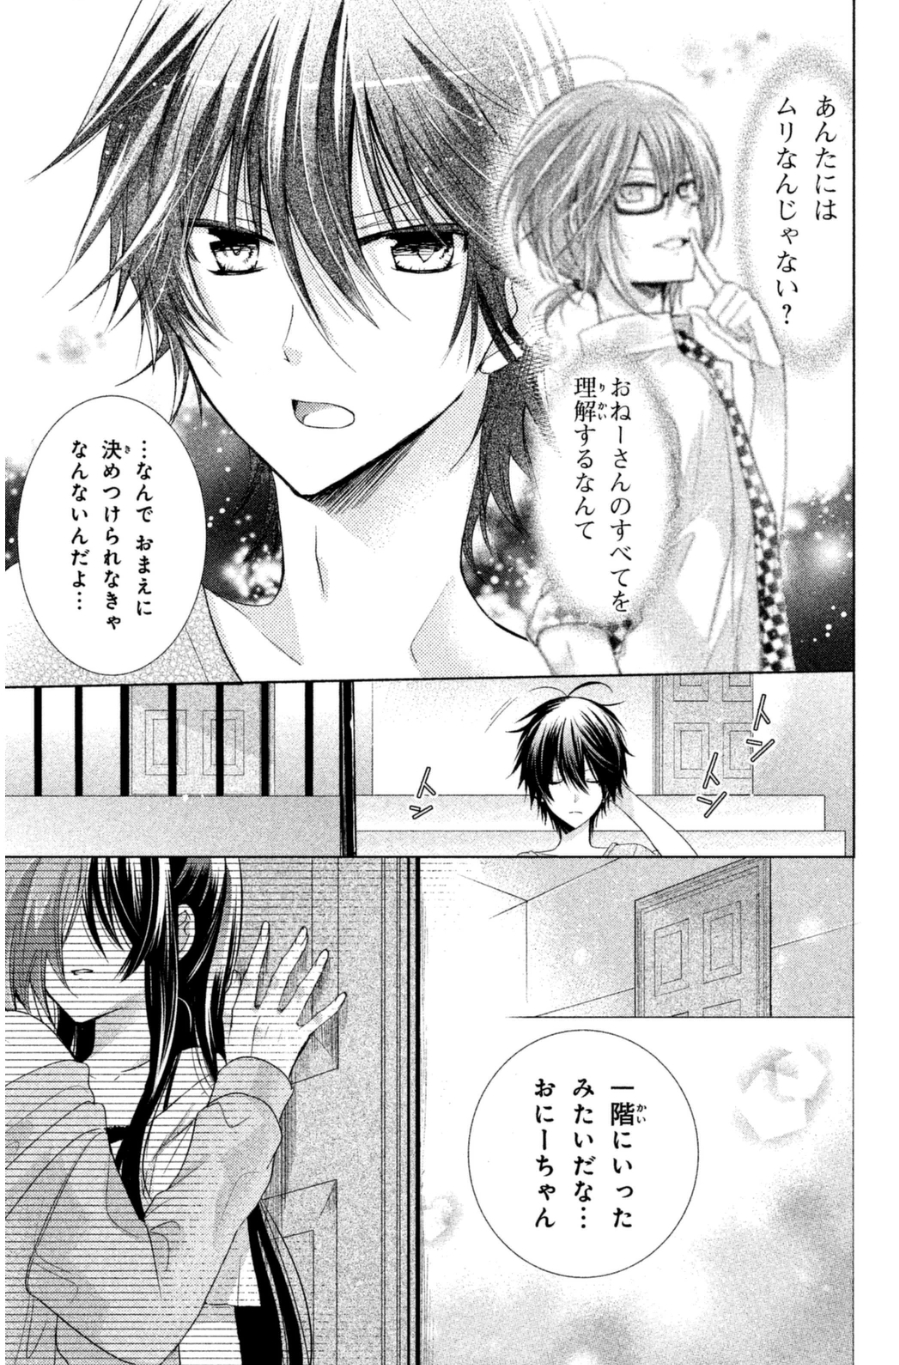 あんたには
ムリなんじゃない?
おねーさんのすべてを
理解するなんて
…なんで おまえに
決めつけられなきゃ
なんないんだよ…
トン
トン
トン
一階にいった
みたいだな…
おにーちゃん